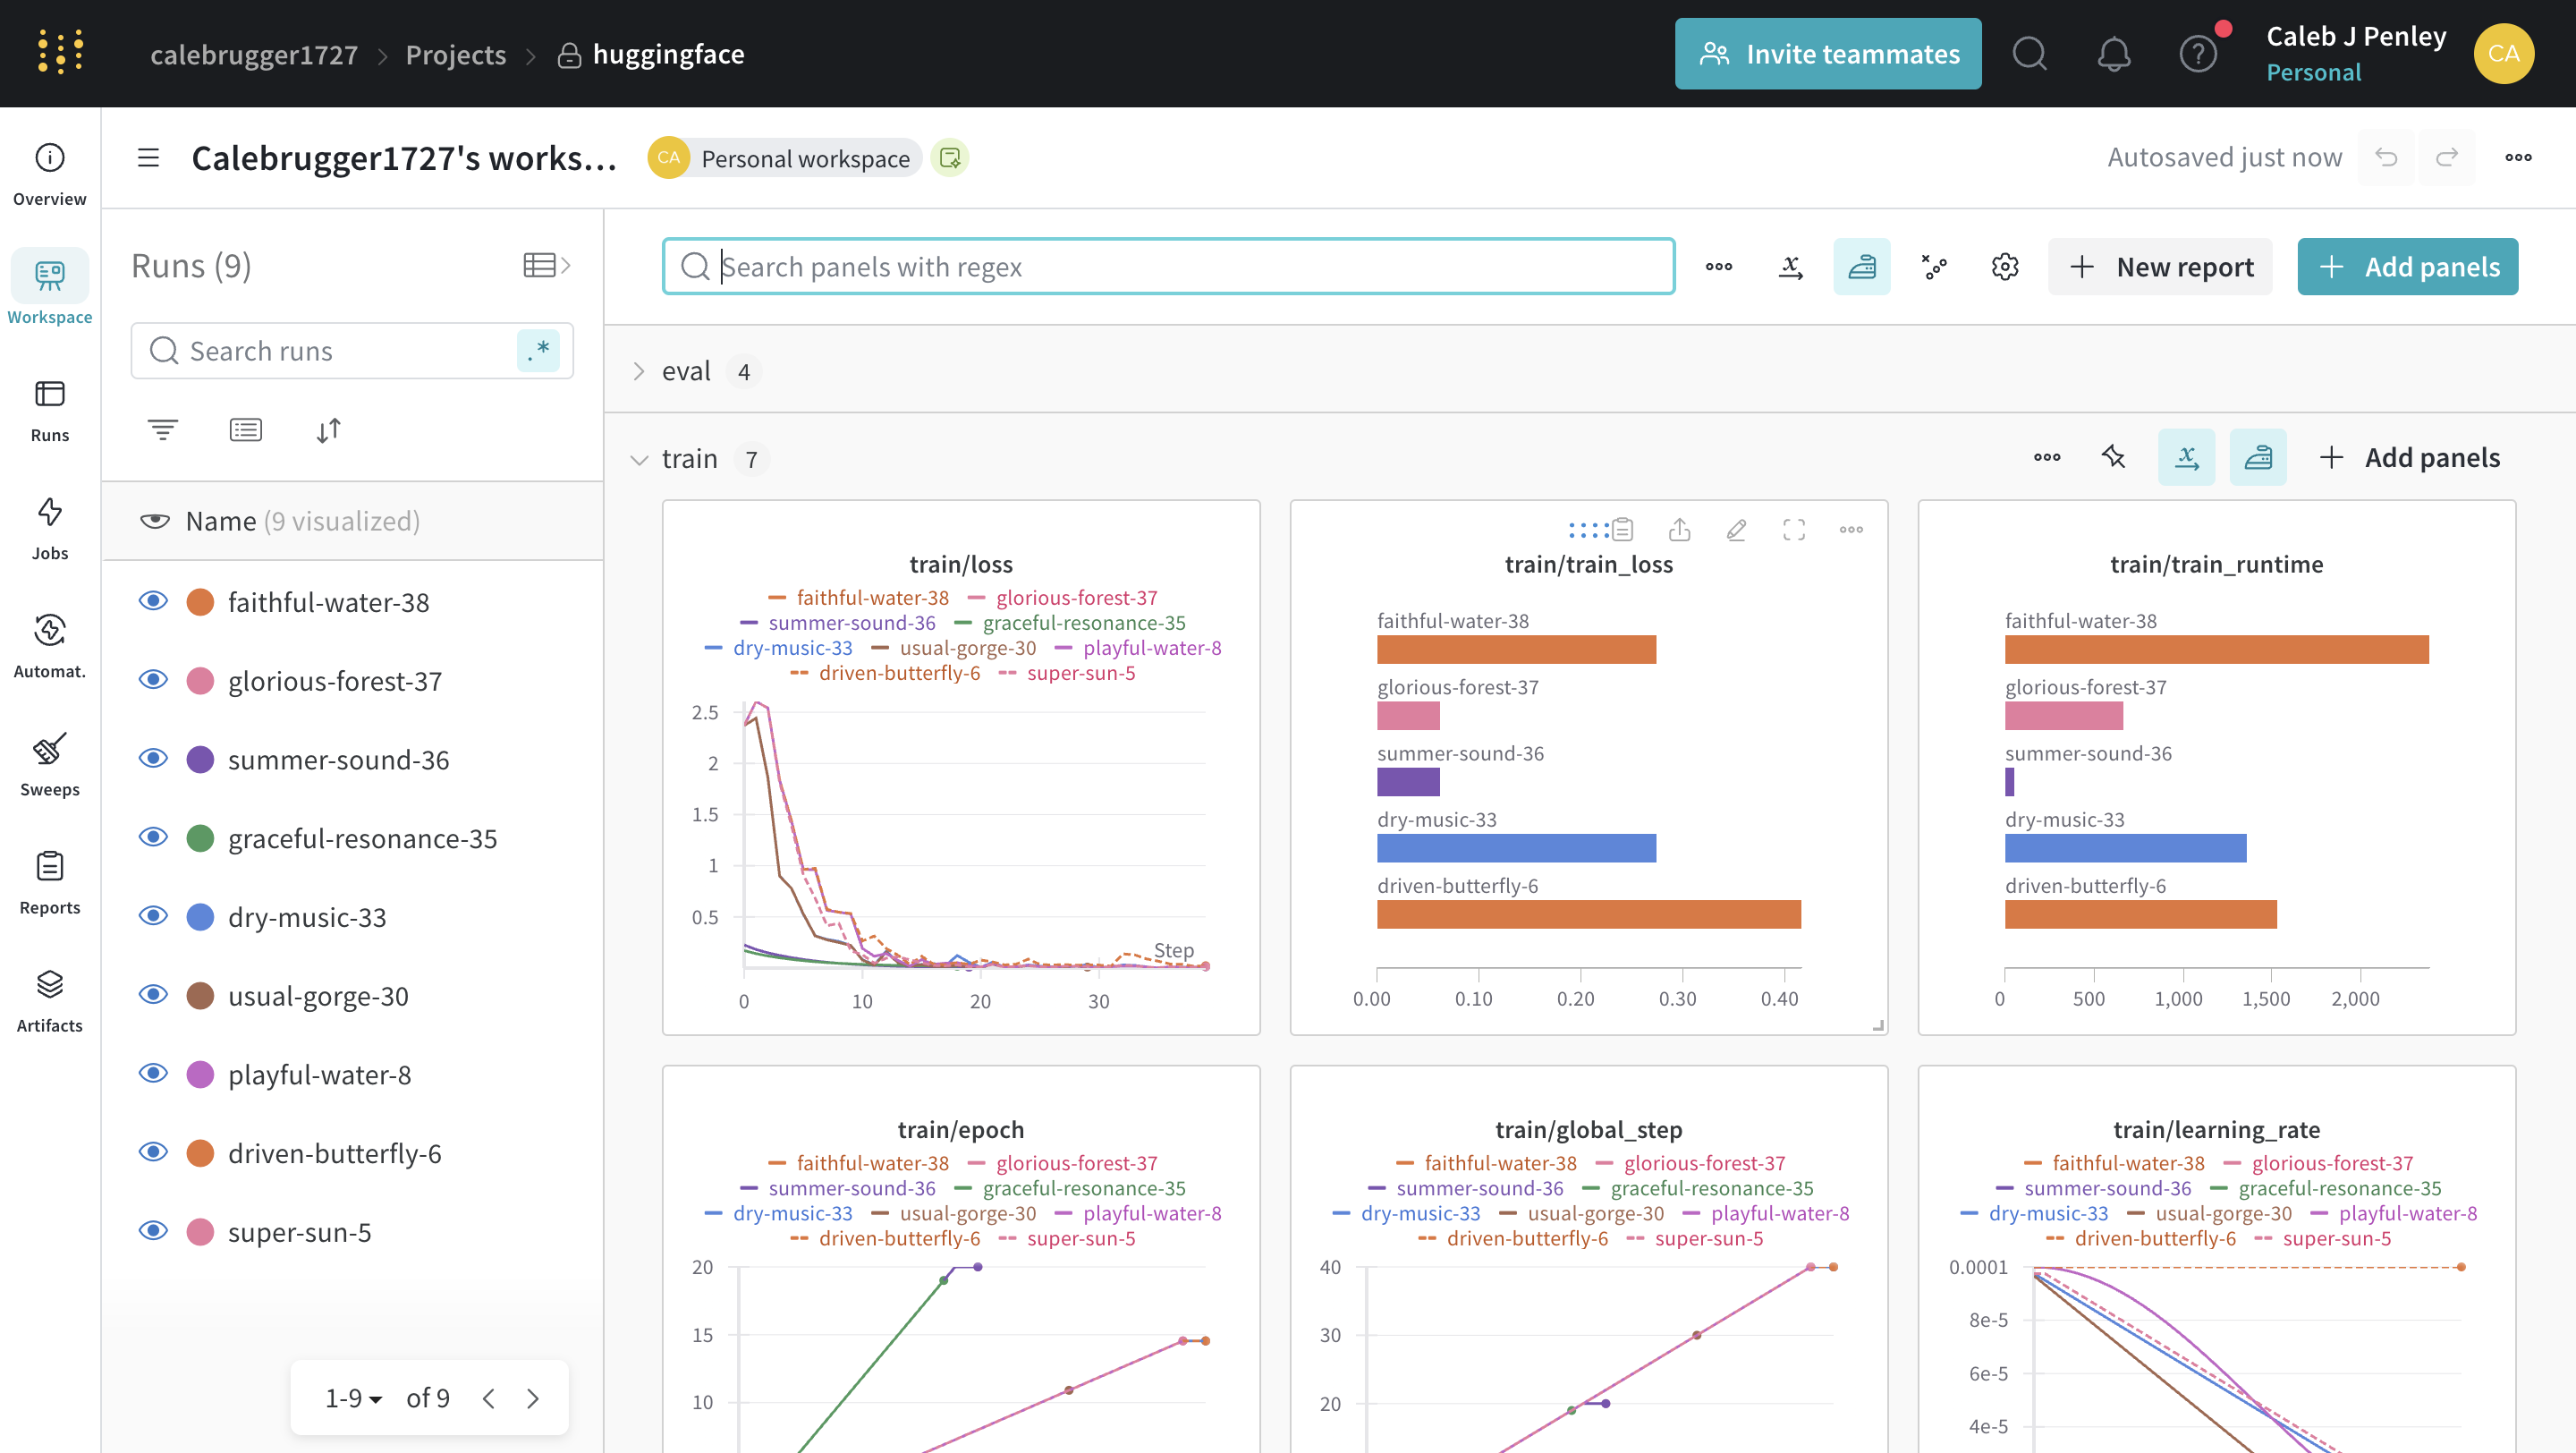 calebrugger1727 > Projects > huggingface
Invite teammates
Caleb J Penley
Personal
CA
Overview
Workspace
Runs
Jobs
Automat.
Sweeps
Reports
Artifacts
Calebrugger1727's works...
CA Personal workspace
Autosaved just now
Runs (9)
Search runs
.*
Name (9 visualized)
faithful-water-38
glorious-forest-37
summer-sound-36
graceful-resonance-35
dry-music-33
usual-gorge-30
playful-water-8
driven-butterfly-6
super-sun-5
1-9 of 9
Search panels with regex
x
New report
Add panels
eval 4
train 7
x
Add panels
train/loss
faithful-water-38 glorious-forest-37
summer-sound-36 graceful-resonance-35
dry-music-33 usual-gorge-30 playful-water-8
driven-butterfly-6 super-sun-5
2.5
2
1.5
1
0.5
Step
0 10 20 30
train/train_loss
faithful-water-38
glorious-forest-37
summer-sound-36
dry-music-33
driven-butterfly-6
0.00 0.10 0.20 0.30 0.40
train/train_runtime
faithful-water-38
glorious-forest-37
summer-sound-36
dry-music-33
driven-butterfly-6
0 500 1,000 1,500 2,000
train/epoch
faithful-water-38 glorious-forest-37
summer-sound-36 graceful-resonance-35
dry-music-33 usual-gorge-30 playful-water-8
driven-butterfly-6 super-sun-5
20
15
10
train/global_step
faithful-water-38 glorious-forest-37
summer-sound-36 graceful-resonance-35
dry-music-33 usual-gorge-30 playful-water-8
driven-butterfly-6 super-sun-5
40
30
20
train/learning_rate
faithful-water-38 glorious-forest-37
summer-sound-36 graceful-resonance-35
dry-music-33 usual-gorge-30 playful-water-8
driven-butterfly-6 super-sun-5
0.0001
8e-5
6e-5
4e-5